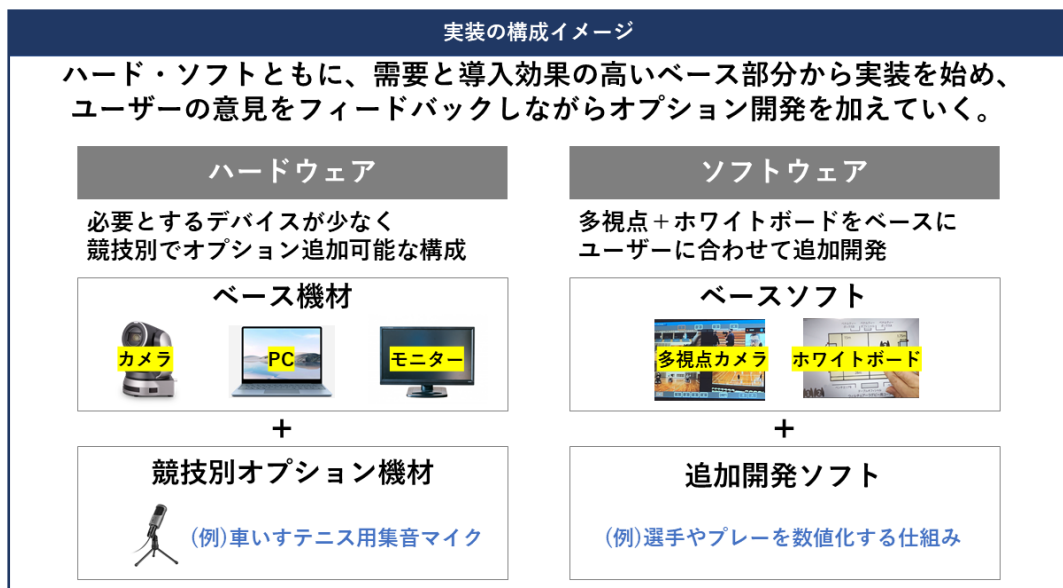 実装の構成イメージ
ハード・ソフトともに、需要と導入効果の高いベース部分から実装を始め、
ユーザーの意見をフィードバックしながらオプション開発を加えていく。
ハードウェア
必要とするデバイスが少なく
競技別でオプション追加可能な構成
ベース機材
カメラ
PC
モニター
+
競技別オプション機材
(例)車いすテニス用集音マイク
ソフトウェア
多視点＋ホワイトボードをベースに
ユーザーに合わせて追加開発
ベースソフト
多視点カメラ
ホワイトボード
+
追加開発ソフト
(例)選手やプレーを数値化する仕組み